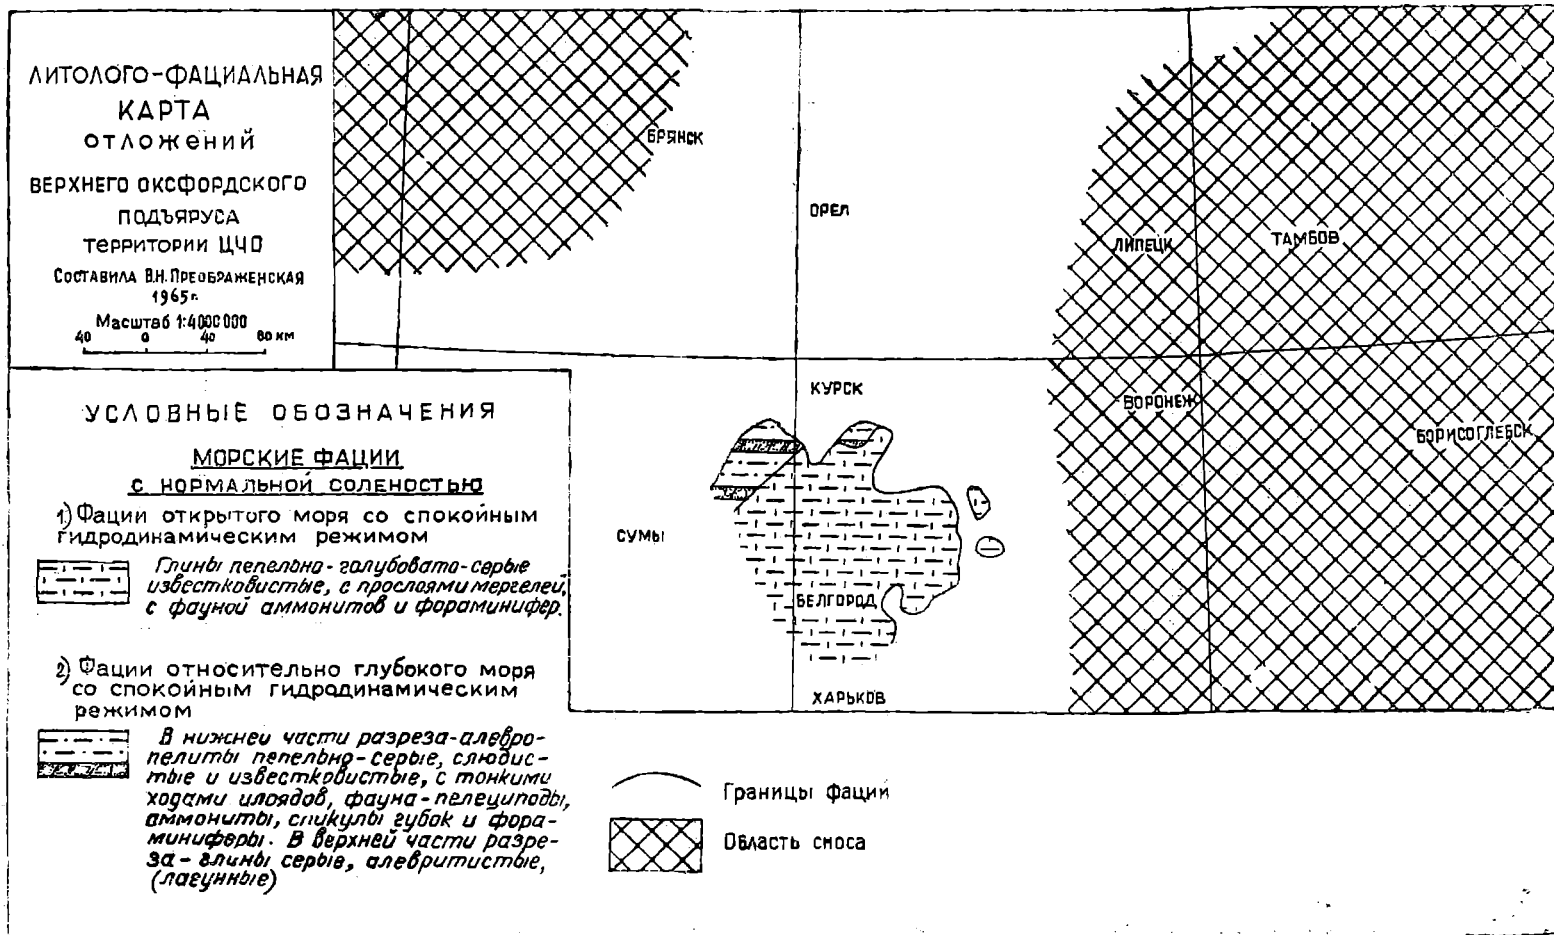 ЛИТОЛОГО-ФАЦИАЛЬНАЯ
КАРТА
ОТЛОЖЕНИЙ
ВЕРХНЕГО ОКСФОРДСКОГО
ПОДЪЯРУСА
ТЕРРИТОРИИ ЦЧО
СОСТАВИЛА В.Н. ПРЕОБРАЖЕНСКАЯ
1965г.
Масштаб 1:4000000
40 0 40 80 км
БРЯНСК
ОРЕЛ
ЛИПЕЦК
ТАМБОВ
КУРСК
ВОРОНЕЖ
БОРИСОГЛЕБСК
СУМЫ
БЕЛГОРОД
ХАРЬКОВ
УСЛОВНЫЕ ОБОЗНАЧЕНИЯ
МОРСКИЕ ФАЦИИ
С НОРМАЛЬНОЙ СОЛЕНОСТЬЮ
1) Фации открытого моря со спокойным
гидродинамическим режимом
Глины пепельно-голубовато-серые
известковистые, с прослоями мергелей,
с фауной аммонитов и фораминифер.
2) Фации относительно глубокого моря
со спокойным гидродинамическим
режимом
В нижней части разреза-алевро-
пелиты пепельно-серые, слюдис-
тые и известковистые, с тонкими
ходами илоядов, фауна-пелециподы,
аммониты, спикулы губок и фора-
миниферы. В верхней части разре-
за-глины серые, алевритистые,
(лагунные)
Границы фаций
Область сноса